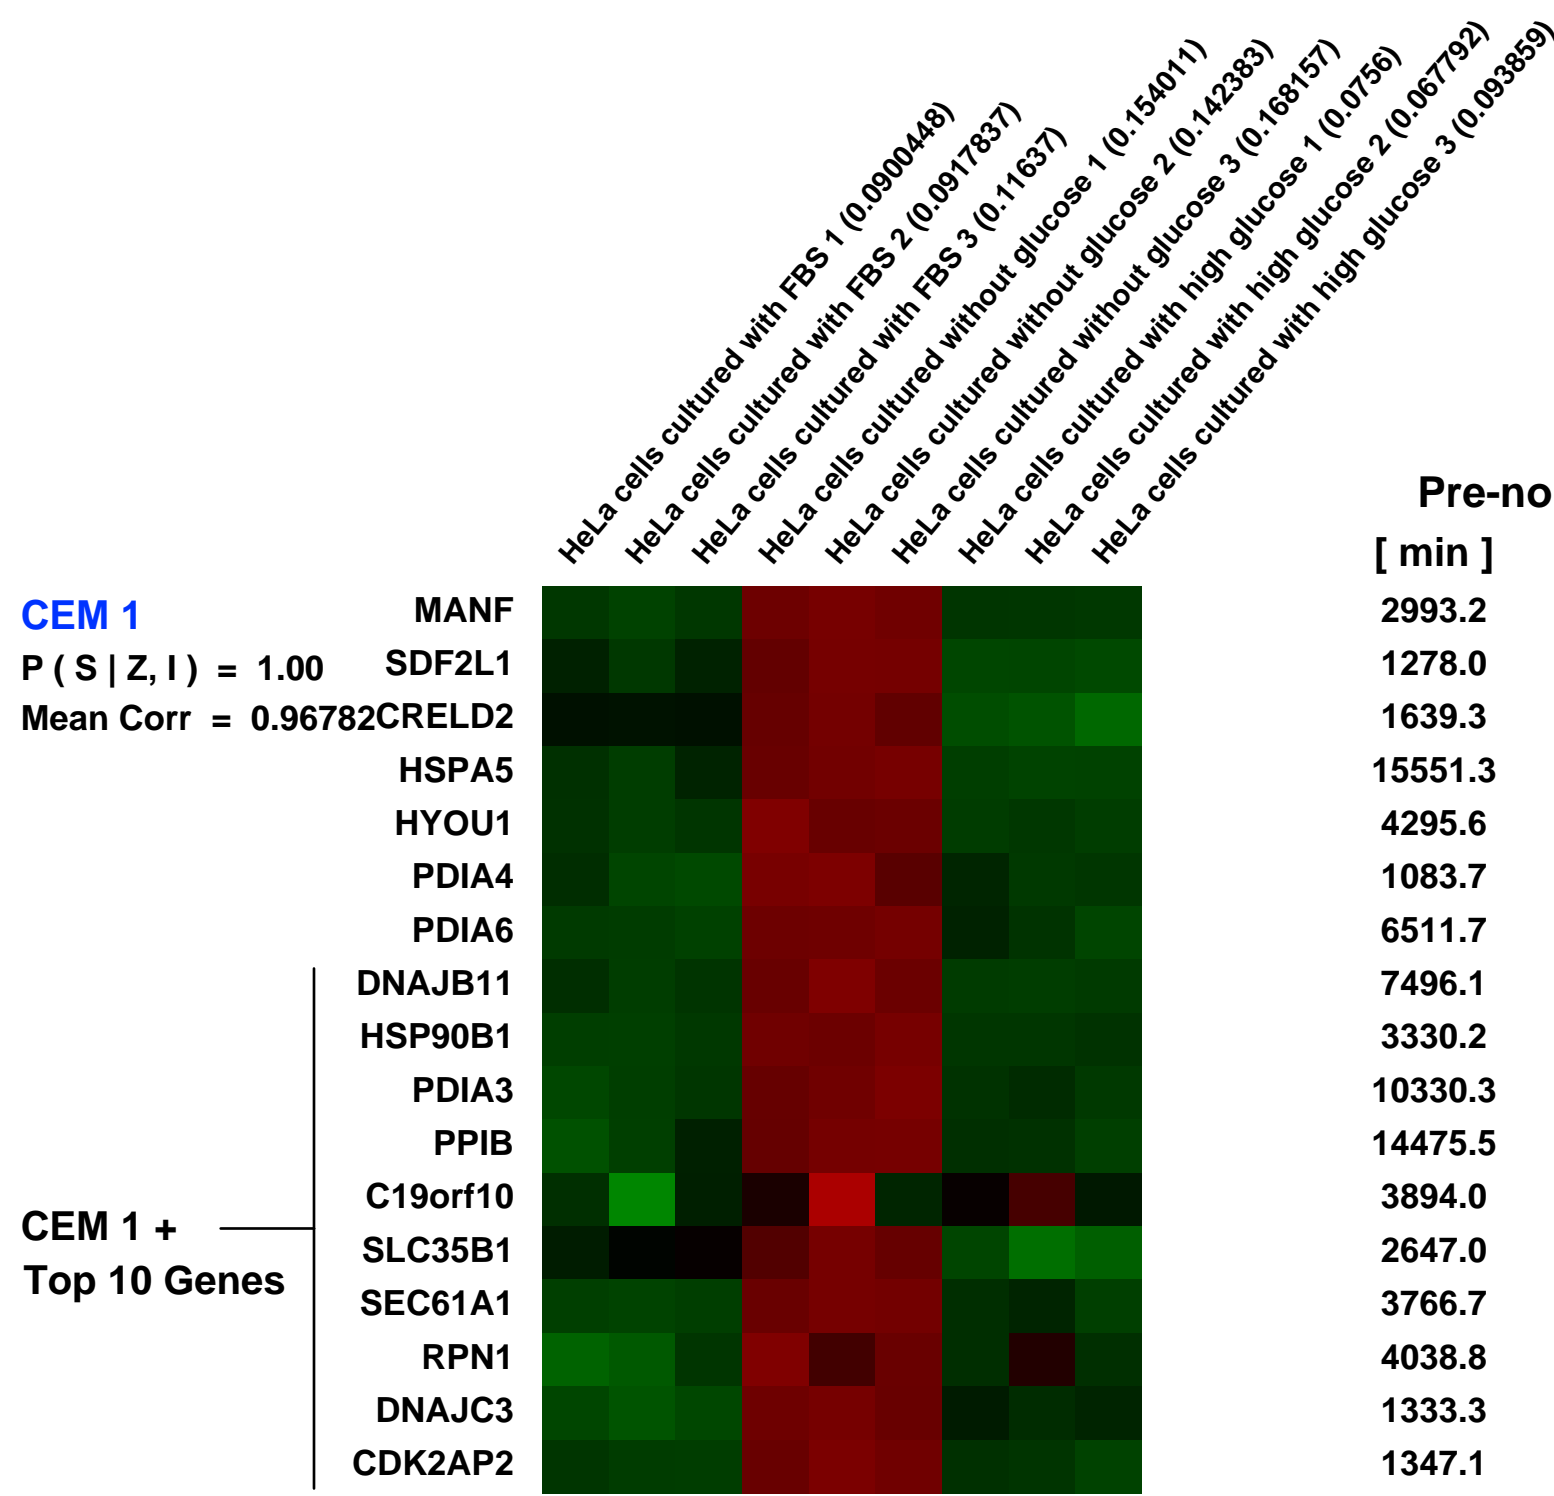 HeLa cells cultured with FBS 1 (0.0900448)
HeLa cells cultured with FBS 2 (0.0917837)
HeLa cells cultured with FBS 3 (0.11637)
HeLa cells cultured without glucose 1 (0.154011)
HeLa cells cultured without glucose 2 (0.142383)
HeLa cells cultured without glucose 3 (0.168157)
HeLa cells cultured with high glucose 1 (0.0756)
HeLa cells cultured with high glucose 2 (0.067792)
HeLa cells cultured with high glucose 3 (0.093859)
Pre-no
[ min ]
CEM 1 MANF 2993.2
P ( S | Z, I ) = 1.00 SDF2L1 1278.0
Mean Corr = 0.96782 CRELD2 1639.3
HSPA5 15551.3
HYOU1 4295.6
PDIA4 1083.7
PDIA6 6511.7
DNAJB11 7496.1
HSP90B1 3330.2
PDIA3 10330.3
PPIB 14475.5
C19orf10 3894.0
CEM 1 +
SLC35B1 2647.0
Top 10 Genes
SEC61A1 3766.7
RPN1 4038.8
DNAJC3 1333.3
CDK2AP2 1347.1